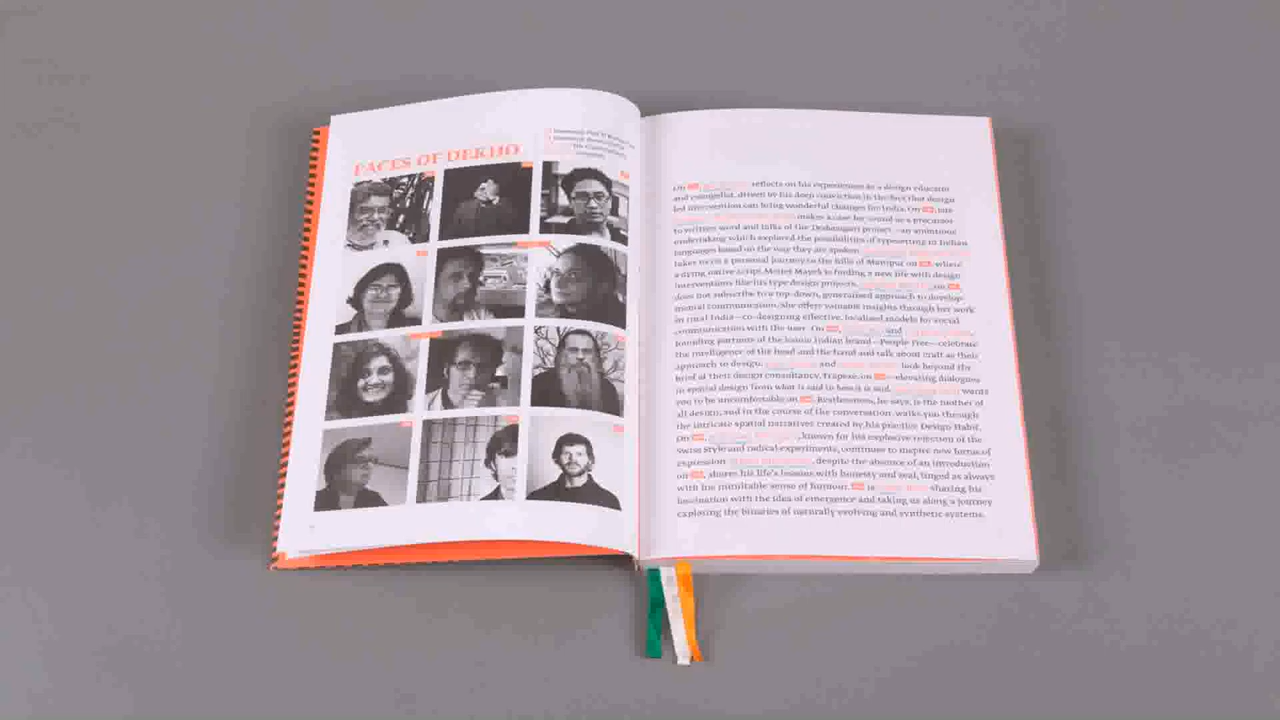 FACES OF DEKHO
On reflects on his experiences as a design educator
and evangelist, driven by his deep conviction in the fact that design
led intervention can bring wonderful changes for India. On , late
makes a case for sound as a precursor
to written word and talks of the Deshnagari project—an ambitious
undertaking which explored the possibilities of typesetting in Indian
languages based on the way they are spoken.
takes us on a personal journey to the hills of Manipur on , where
a dying native script Meitei Mayek is finding a new life with design
interventions like his type design projects. on ,
does not subscribe to a top-down, generalised approach to develop-
mental communication. She offers valuable insights through her work
in rural India—co-designing effective, localised models for social
communication with the user. On , and ,
founding partners of the iconic Indian brand—People Tree—celebrate
the intelligence of the head and the hand and talk about craft as their
approach to design. and look beyond the
brief at their design consultancy, Trapeze, on —elevating dialogues
in spatial design from what is said to how it is said. wants
you to be uncomfortable on . Restlessness, he says, is the mother of
all design, and in the course of the conversation, walks you through
the intricate spatial narratives created by his practice Design Habit.
On , , known for his explosive rejection of the
Swiss Style and radical experiments, continues to inspire new forms of
expression. , despite the absence of an introduction
on , shares his life's lessons with honesty and zeal, tinged as always
with his inimitable sense of humour. is sharing his
fascination with the idea of emergence and taking us along a journey
exploring the binaries of naturally evolving and synthetic systems.